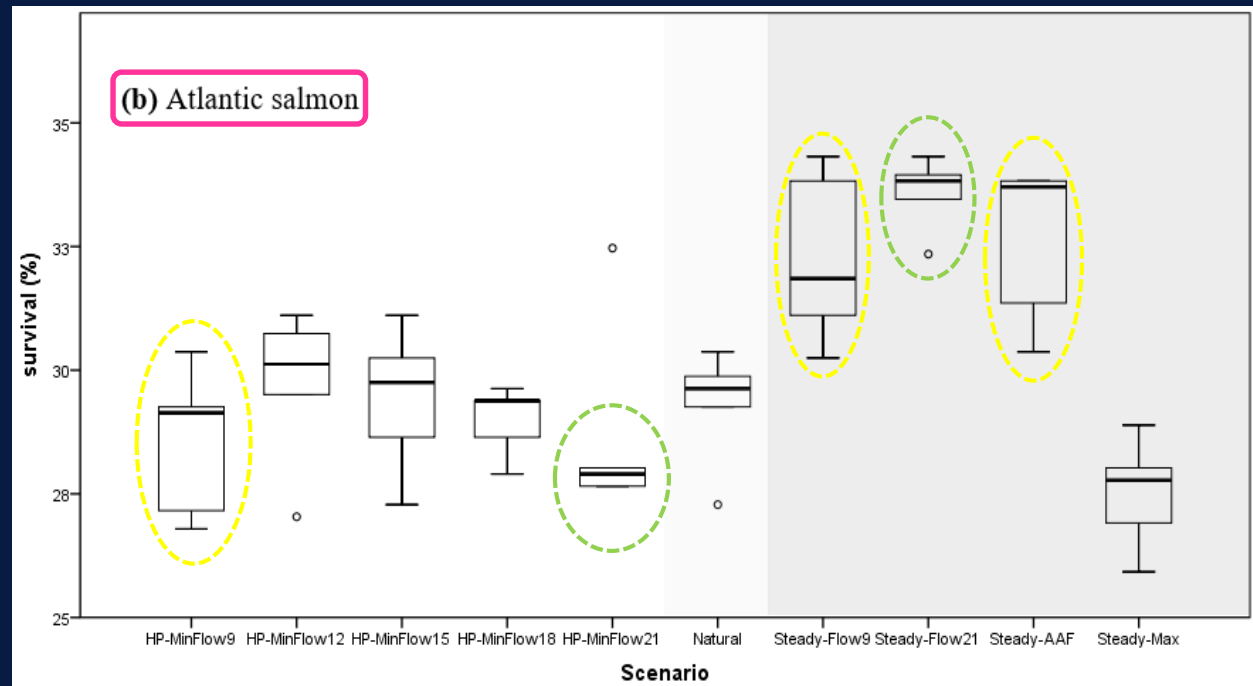 (b) Atlantic salmon
35
33
30
28
25
survival (%)
HP-MinFlow9 HP-MinFlow12 HP-MinFlow15 HP-MinFlow18 HP-MinFlow21 Natural Steady-Flow9 Steady-Flow21 Steady-AAF Steady-Max
Scenario